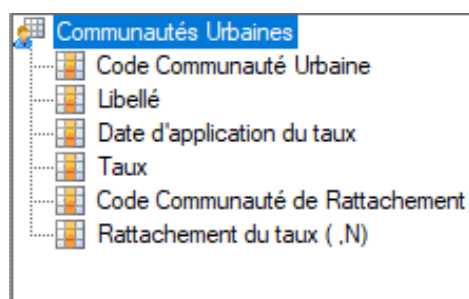 Communautés Urbaines
Code Communauté Urbaine
Libellé
Date d'application du taux
Taux
Code Communauté de Rattachement
Rattachement du taux ( ,N)